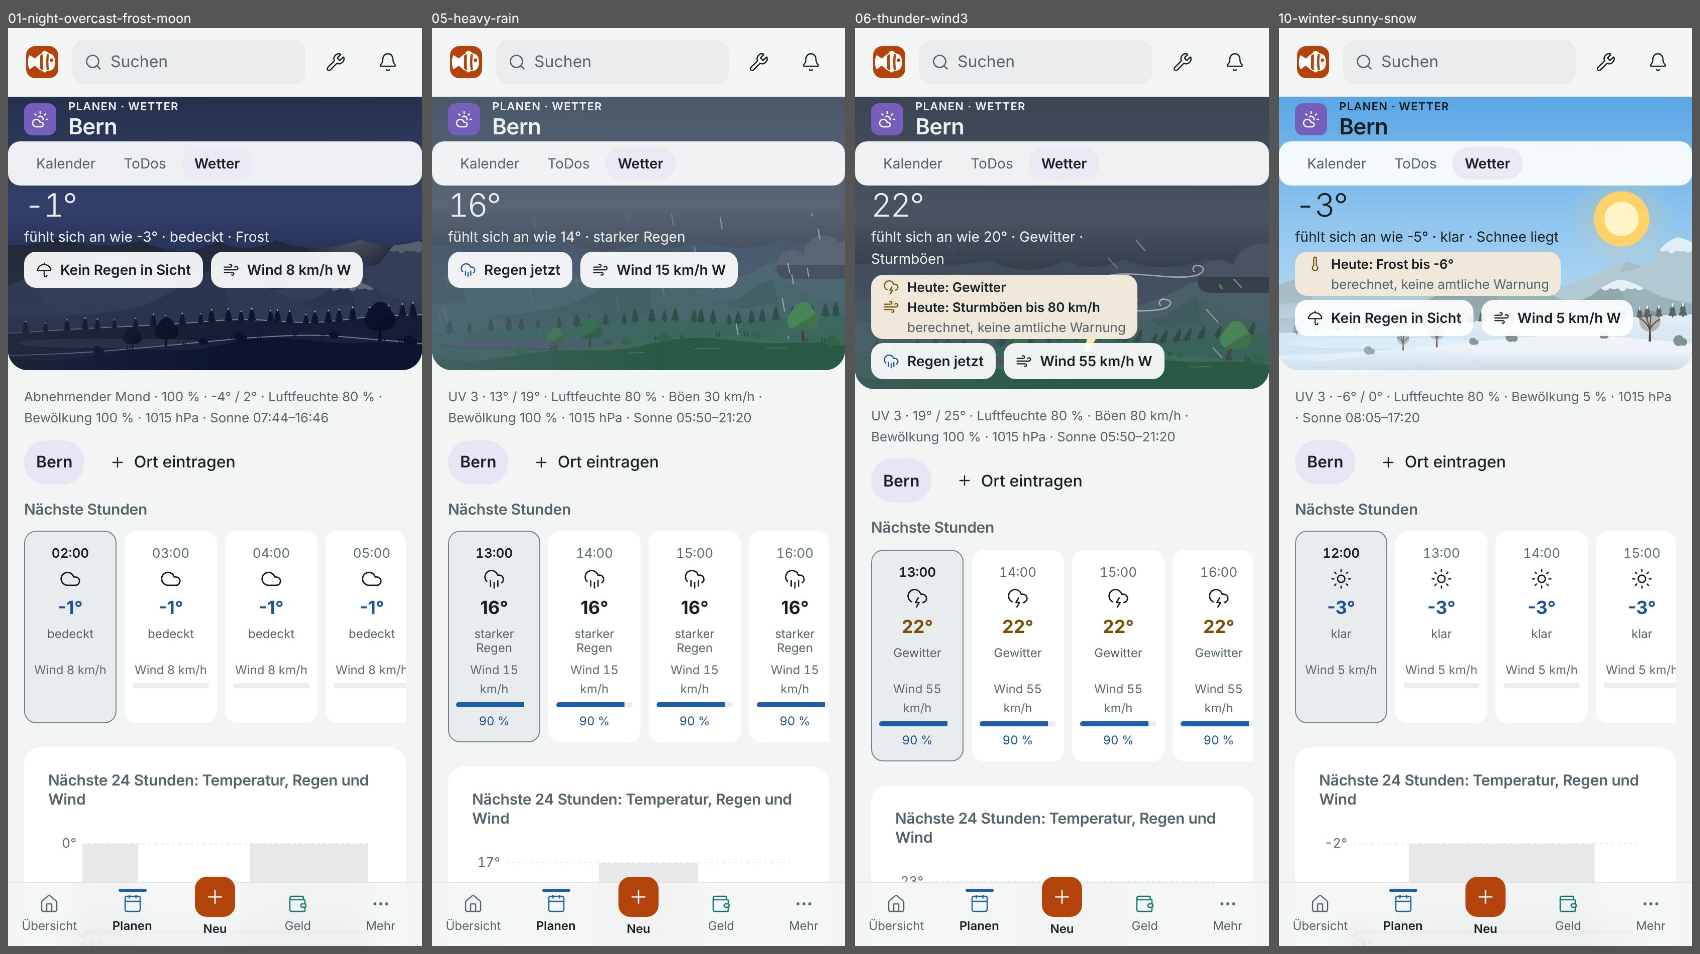 01-night-overcast-frost-moon
Suchen
PLANEN · WETTER
Bern
Kalender ToDos Wetter
-1°
fühlt sich an wie -3° · bedeckt · Frost
Kein Regen in Sicht Wind 8 km/h W
Abnehmender Mond · 100 % · -4° / 2° · Luftfeuchte 80 % ·
Bewölkung 100 % · 1015 hPa · Sonne 07:44–16:46
Bern + Ort eintragen
Nächste Stunden
02:00 03:00 04:00 05:00
-1° -1° -1° -1°
bedeckt bedeckt bedeckt bedeckt
Wind 8 km/h Wind 8 km/h Wind 8 km/h Wind 8 km/h
Nächste 24 Stunden: Temperatur, Regen und
Wind
0°
Übersicht Planen Neu Geld Mehr
05-heavy-rain
Suchen
PLANEN · WETTER
Bern
Kalender ToDos Wetter
16°
fühlt sich an wie 14° · starker Regen
Regen jetzt Wind 15 km/h W
UV 3 · 13° / 19° · Luftfeuchte 80 % · Böen 30 km/h ·
Bewölkung 100 % · 1015 hPa · Sonne 05:50–21:20
Bern + Ort eintragen
Nächste Stunden
13:00 14:00 15:00 16:00
16° 16° 16° 16°
starker starker starker starker
Regen Regen Regen Regen
Wind 15 Wind 15 Wind 15 Wind 15
km/h km/h km/h km/h
90 % 90 % 90 % 90 %
Nächste 24 Stunden: Temperatur, Regen und
Wind
17°
Übersicht Planen Neu Geld Mehr
06-thunder-wind3
Suchen
PLANEN · WETTER
Bern
Kalender ToDos Wetter
22°
fühlt sich an wie 20° · Gewitter ·
Sturmböen
Heute: Gewitter
Heute: Sturmböen bis 80 km/h
berechnet, keine amtliche Warnung
Regen jetzt Wind 55 km/h W
UV 3 · 19° / 25° · Luftfeuchte 80 % · Böen 80 km/h ·
Bewölkung 100 % · 1015 hPa · Sonne 05:50–21:20
Bern + Ort eintragen
Nächste Stunden
13:00 14:00 15:00 16:00
22° 22° 22° 22°
Gewitter Gewitter Gewitter Gewitter
Wind 55 Wind 55 Wind 55 Wind 55
km/h km/h km/h km/h
90 % 90 % 90 % 90 %
Nächste 24 Stunden: Temperatur, Regen und
Wind
23°
Übersicht Planen Neu Geld Mehr
10-winter-sunny-snow
Suchen
PLANEN · WETTER
Bern
Kalender ToDos Wetter
-3°
fühlt sich an wie -5° · klar · Schnee liegt
Heute: Frost bis -6°
berechnet, keine amtliche Warnung
Kein Regen in Sicht Wind 5 km/h W
UV 3 · -6° / 0° · Luftfeuchte 80 % · Bewölkung 5 % · 1015 hPa
· Sonne 08:05–17:20
Bern + Ort eintragen
Nächste Stunden
12:00 13:00 14:00 15:00
-3° -3° -3° -3°
klar klar klar klar
Wind 5 km/h Wind 5 km/h Wind 5 km/h Wind 5 km/h
Nächste 24 Stunden: Temperatur, Regen und
Wind
-2°
Übersicht Planen Neu Geld Mehr